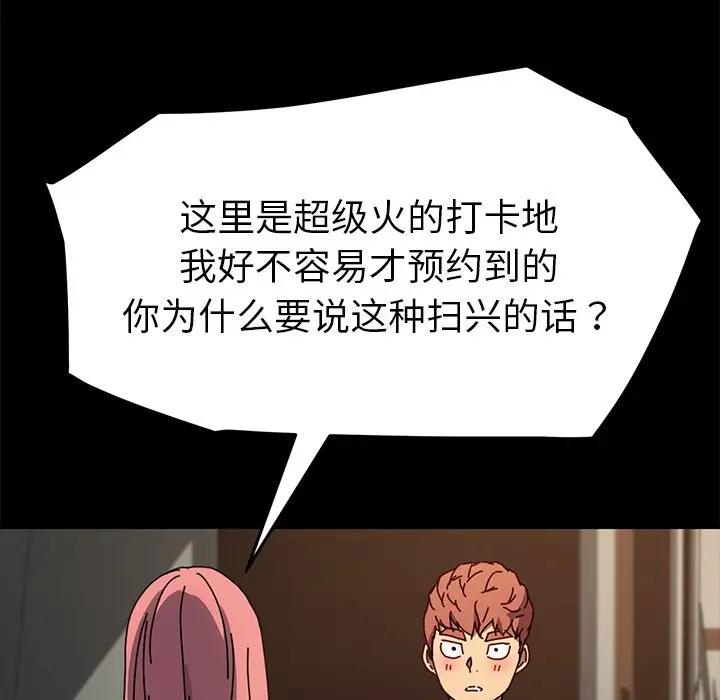 这里是超级火的打卡地
我好不容易才预约到的
你为什么要说这种扫兴的话？